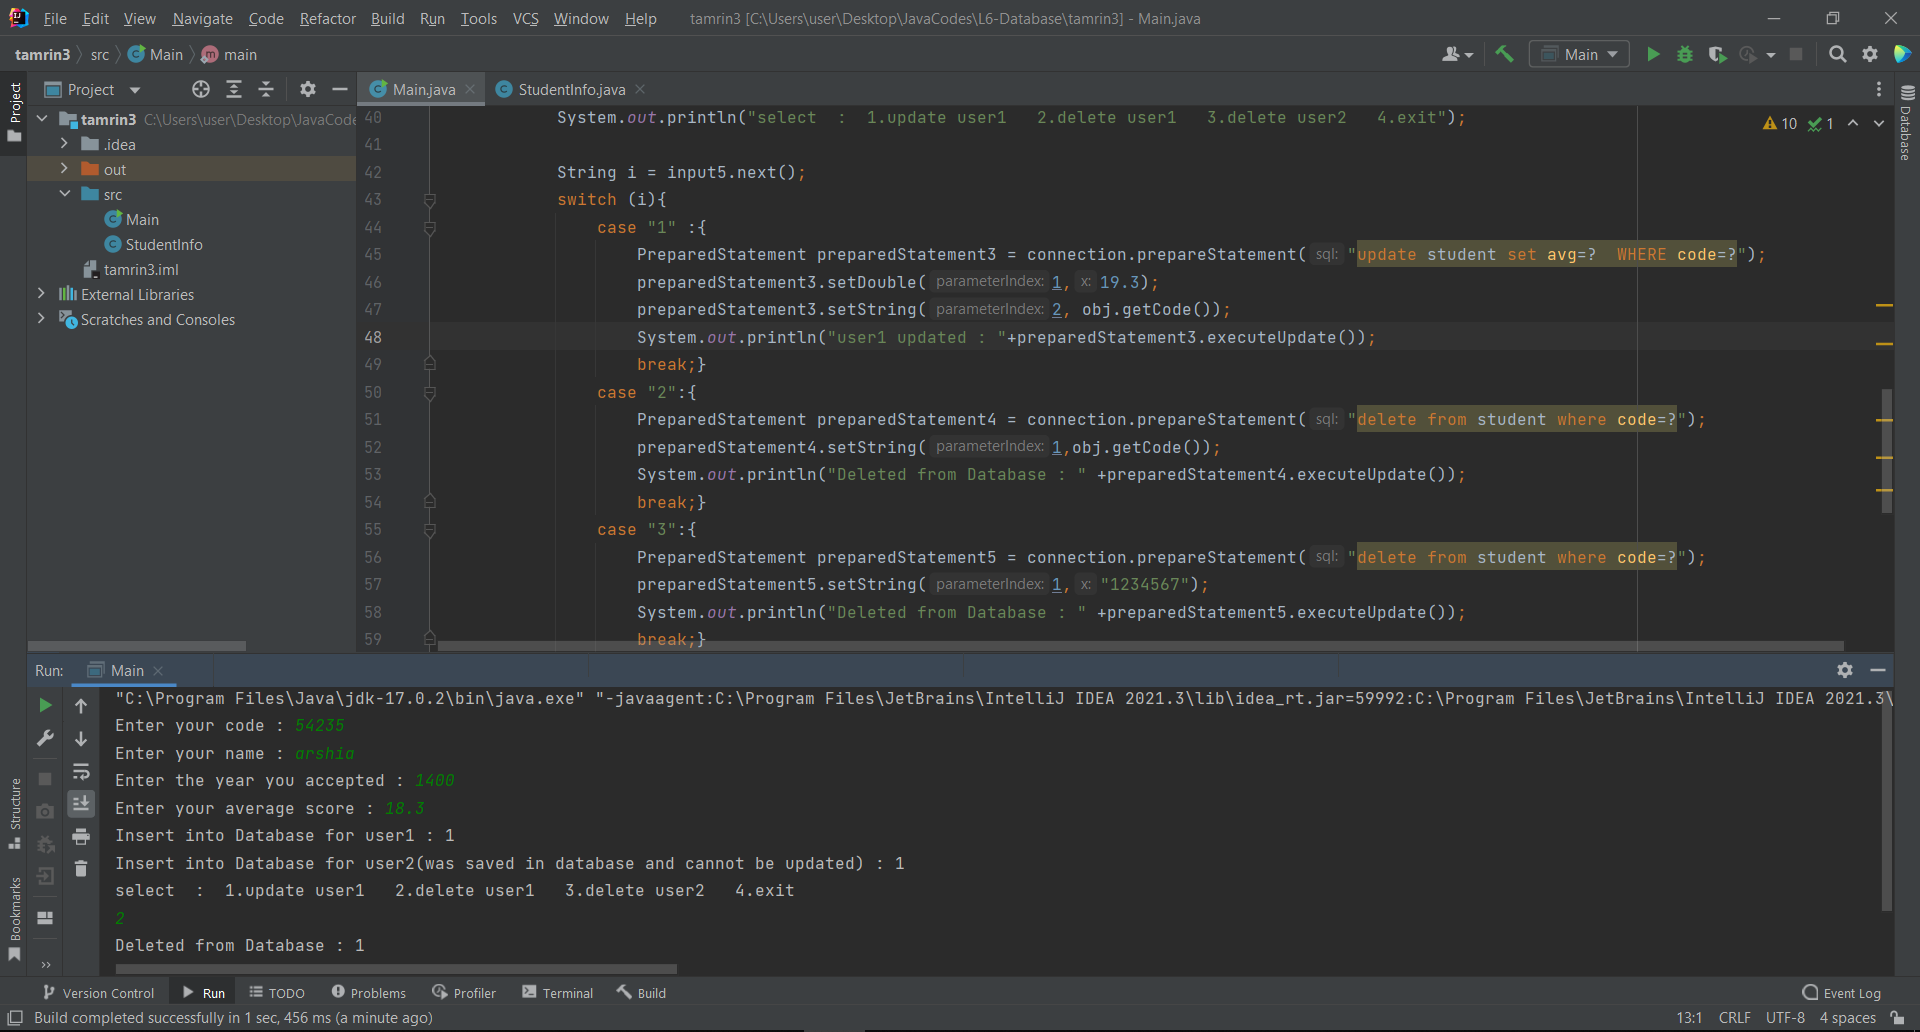 File Edit View Navigate Code Refactor Build Run Tools VCS Window Help tamrin3 [C:\Users\user\Desktop\JavaCodes\L6-Database\tamrin3] - Main.java
tamrin3 src Main main Main
Project Main.java StudentInfo.java
Project
tamrin3 C:\Users\user\Desktop\JavaCode
.idea
out
src
Main
StudentInfo
tamrin3.iml
External Libraries
Scratches and Consoles
10 1
Database
40 System.out.println("select  :  1.update user1   2.delete user1   3.delete user2   4.exit");
41
42 String i = input5.next();
43 switch (i){
44 case "1" :{
45 PreparedStatement preparedStatement3 = connection.prepareStatement( sql: "update student set avg=?  WHERE code=?");
46 preparedStatement3.setDouble( parameterIndex: 1, x: 19.3);
47 preparedStatement3.setString( parameterIndex: 2, obj.getCode());
48 System.out.println("user1 updated : "+preparedStatement3.executeUpdate());
49 break;}
50 case "2":{
51 PreparedStatement preparedStatement4 = connection.prepareStatement( sql: "delete from student where code=?");
52 preparedStatement4.setString( parameterIndex: 1,obj.getCode());
53 System.out.println("Deleted from Database : " +preparedStatement4.executeUpdate());
54 break;}
55 case "3":{
56 PreparedStatement preparedStatement5 = connection.prepareStatement( sql: "delete from student where code=?");
57 preparedStatement5.setString( parameterIndex: 1, x: "1234567");
58 System.out.println("Deleted from Database : " +preparedStatement5.executeUpdate());
59 break;}
Run: Main
"C:\Program Files\Java\jdk-17.0.2\bin\java.exe" "-javaagent:C:\Program Files\JetBrains\IntelliJ IDEA 2021.3\lib\idea_rt.jar=59992:C:\Program Files\JetBrains\IntelliJ IDEA 2021.3\
Enter your code : 54235
Enter your name : arshia
Enter the year you accepted : 1400
Enter your average score : 18.3
Insert into Database for user1 : 1
Insert into Database for user2(was saved in database and cannot be updated) : 1
select  :  1.update user1   2.delete user1   3.delete user2   4.exit
2
Deleted from Database : 1
Structure
Bookmarks
Version Control Run TODO Problems Profiler Terminal Build Event Log
Build completed successfully in 1 sec, 456 ms (a minute ago) 13:1 CRLF UTF-8 4 spaces